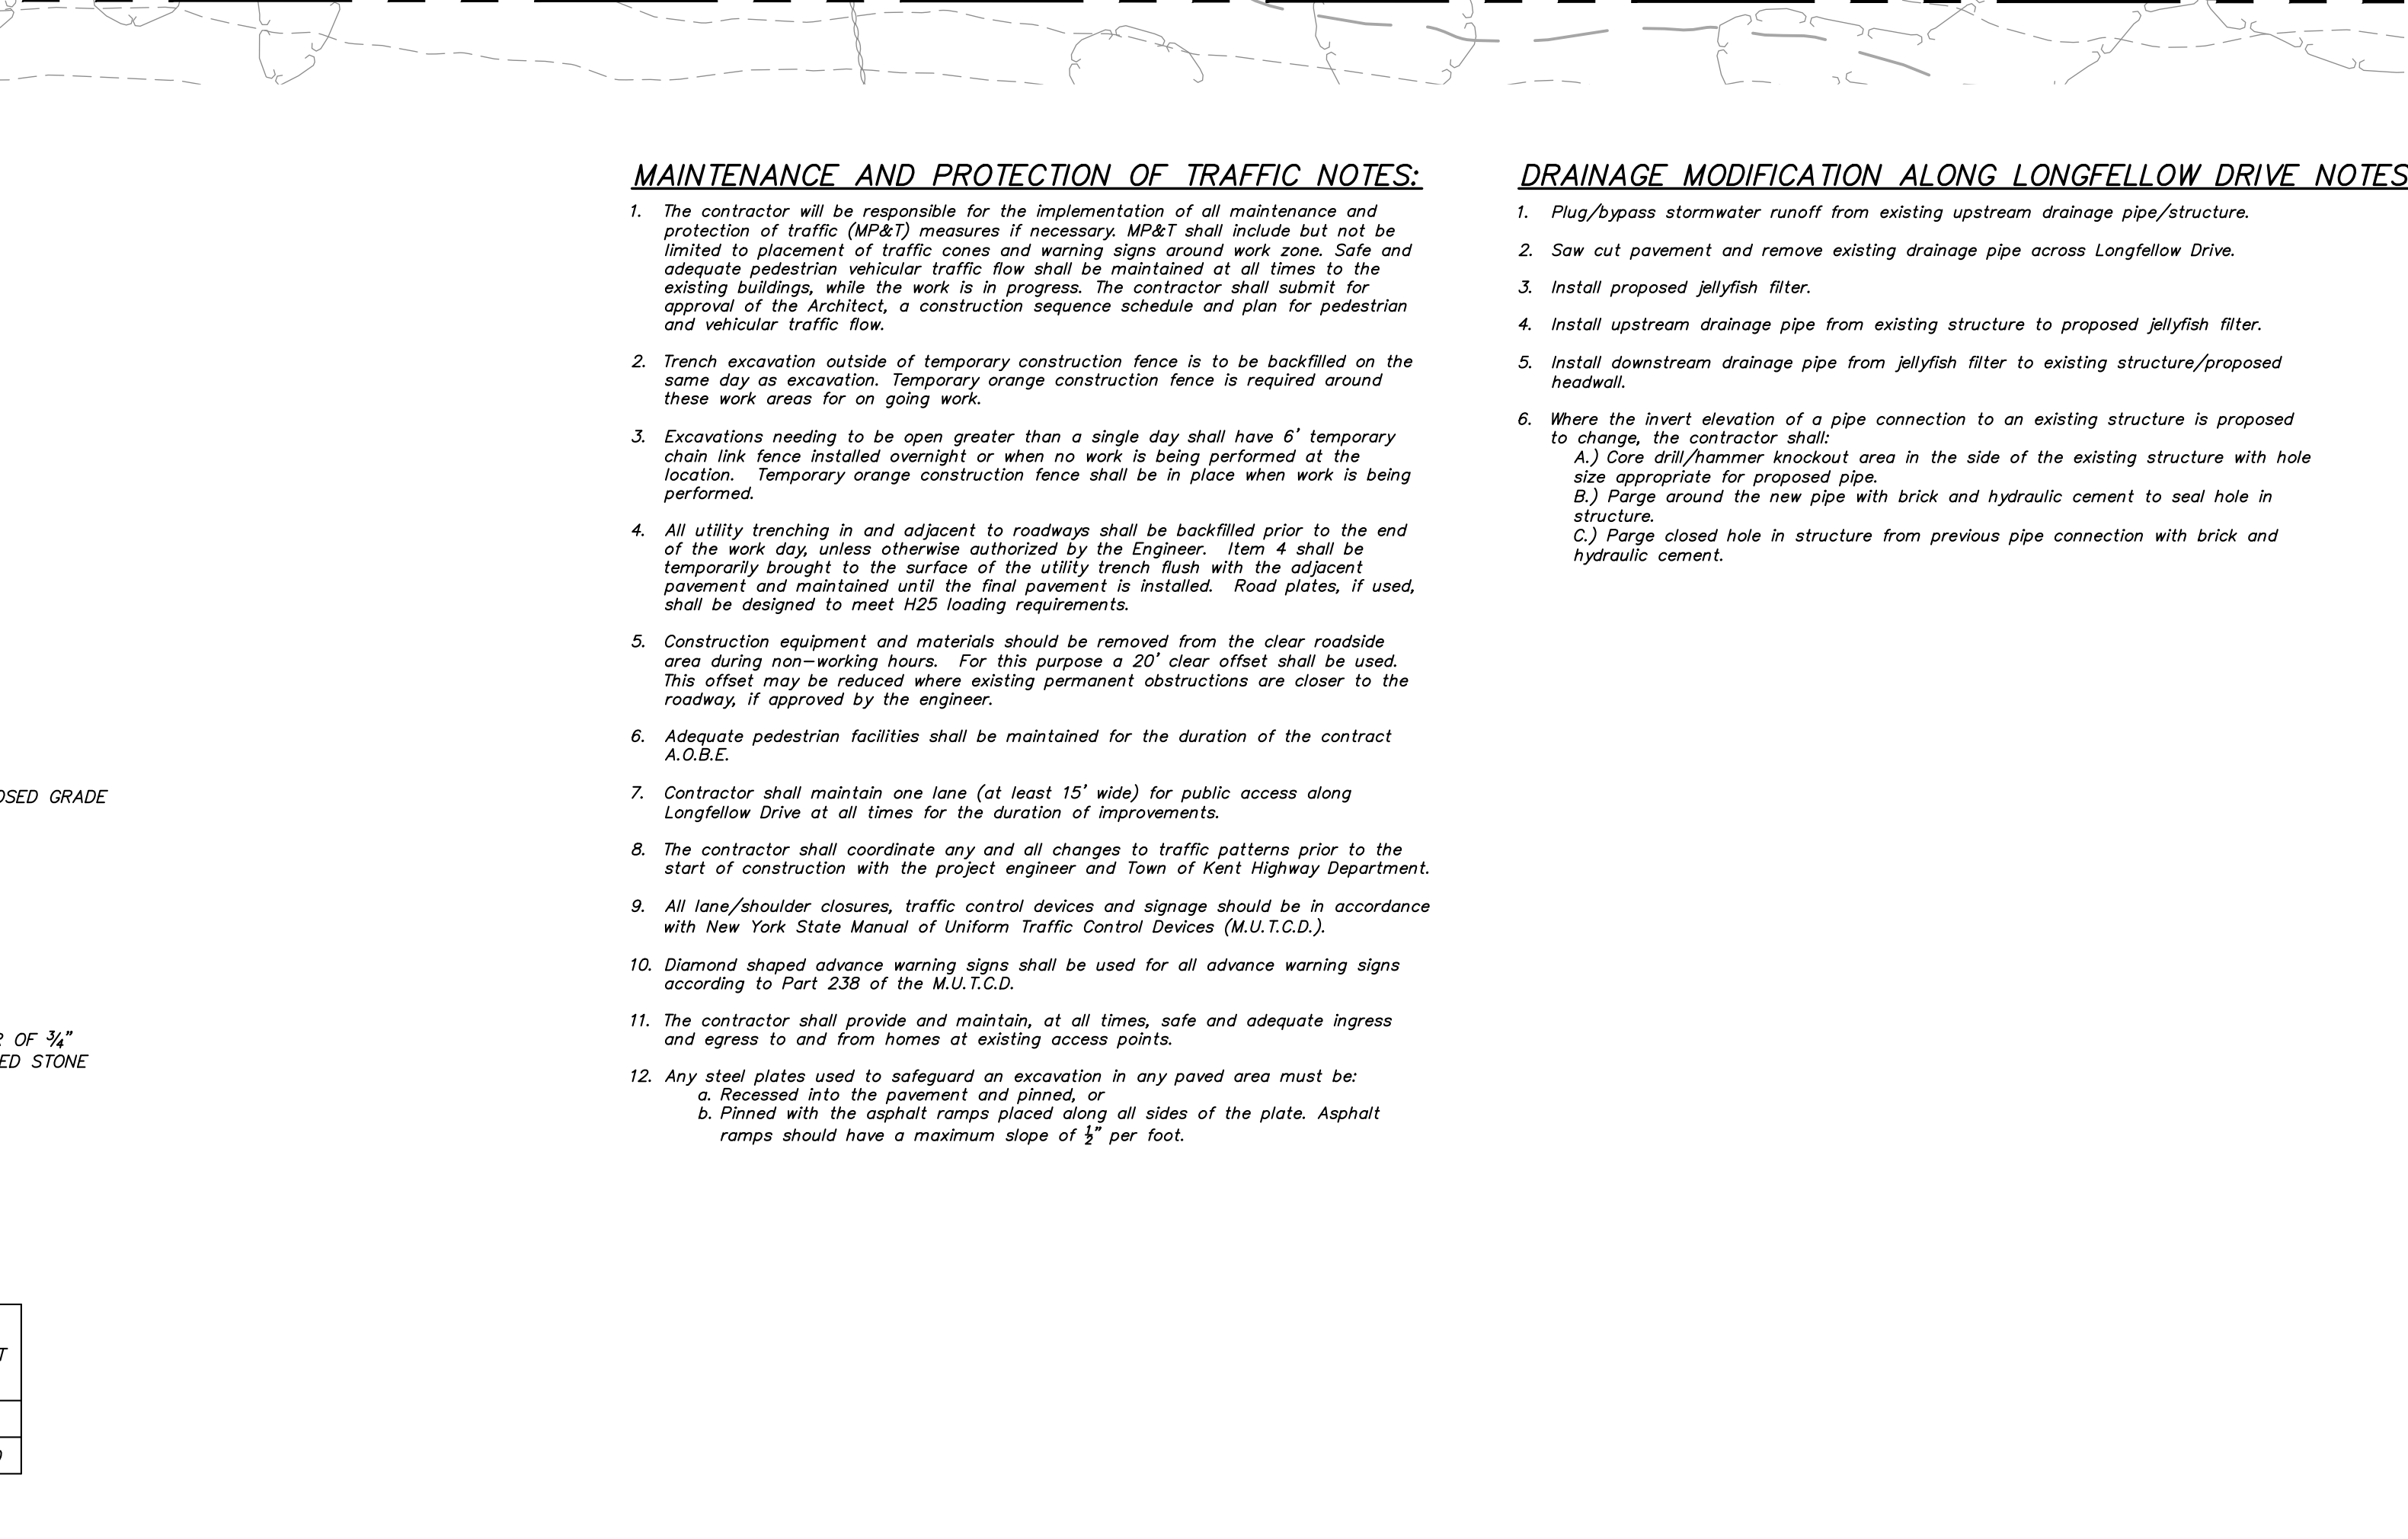 MAINTENANCE AND PROTECTION OF TRAFFIC NOTES:
1. The contractor will be responsible for the implementation of all maintenance and
protection of traffic (MP&T) measures if necessary. MP&T shall include but not be
limited to placement of traffic cones and warning signs around work zone. Safe and
adequate pedestrian vehicular traffic flow shall be maintained at all times to the
existing buildings, while the work is in progress. The contractor shall submit for
approval of the Architect, a construction sequence schedule and plan for pedestrian
and vehicular traffic flow.
2. Trench excavation outside of temporary construction fence is to be backfilled on the
same day as excavation. Temporary orange construction fence is required around
these work areas for on going work.
3. Excavations needing to be open greater than a single day shall have 6' temporary
chain link fence installed overnight or when no work is being performed at the
location. Temporary orange construction fence shall be in place when work is being
performed.
4. All utility trenching in and adjacent to roadways shall be backfilled prior to the end
of the work day, unless otherwise authorized by the Engineer. Item 4 shall be
temporarily brought to the surface of the utility trench flush with the adjacent
pavement and maintained until the final pavement is installed. Road plates, if used,
shall be designed to meet H25 loading requirements.
5. Construction equipment and materials should be removed from the clear roadside
area during non-working hours. For this purpose a 20' clear offset shall be used.
This offset may be reduced where existing permanent obstructions are closer to the
roadway, if approved by the engineer.
6. Adequate pedestrian facilities shall be maintained for the duration of the contract
A.O.B.E.
7. Contractor shall maintain one lane (at least 15' wide) for public access along
Longfellow Drive at all times for the duration of improvements.
8. The contractor shall coordinate any and all changes to traffic patterns prior to the
start of construction with the project engineer and Town of Kent Highway Department.
9. All lane/shoulder closures, traffic control devices and signage should be in accordance
with New York State Manual of Uniform Traffic Control Devices (M.U.T.C.D.).
10. Diamond shaped advance warning signs shall be used for all advance warning signs
according to Part 238 of the M.U.T.C.D.
11. The contractor shall provide and maintain, at all times, safe and adequate ingress
and egress to and from homes at existing access points.
12. Any steel plates used to safeguard an excavation in any paved area must be:
a. Recessed into the pavement and pinned, or
b. Pinned with the asphalt ramps placed along all sides of the plate. Asphalt
ramps should have a maximum slope of ½" per foot.
DRAINAGE MODIFICATION ALONG LONGFELLOW DRIVE NOTES
1. Plug/bypass stormwater runoff from existing upstream drainage pipe/structure.
2. Saw cut pavement and remove existing drainage pipe across Longfellow Drive.
3. Install proposed jellyfish filter.
4. Install upstream drainage pipe from existing structure to proposed jellyfish filter.
5. Install downstream drainage pipe from jellyfish filter to existing structure/proposed
headwall.
6. Where the invert elevation of a pipe connection to an existing structure is proposed
to change, the contractor shall:
A.) Core drill/hammer knockout area in the side of the existing structure with hole
size appropriate for proposed pipe.
B.) Parge around the new pipe with brick and hydraulic cement to seal hole in
structure.
C.) Parge closed hole in structure from previous pipe connection with brick and
hydraulic cement.
OSED GRADE
OF ¾"
ED STONE
T